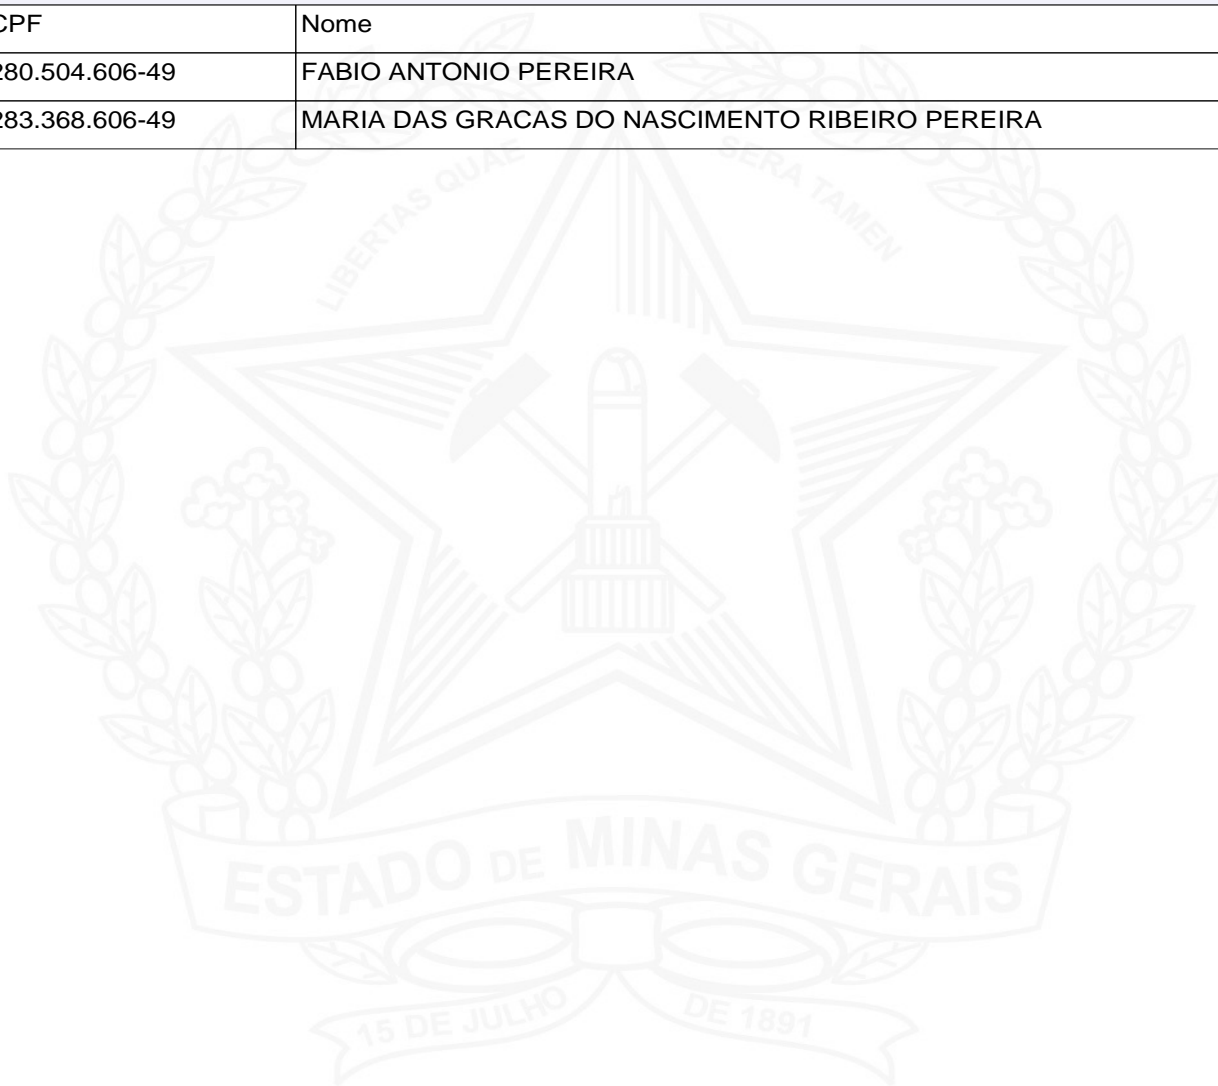 CPF Nome
280.504.606-49 FABIO ANTONIO PEREIRA
283.368.606-49 MARIA DAS GRACAS DO NASCIMENTO RIBEIRO PEREIRA
LIBERTAS QUAE SERA TAMEN
ESTADO DE MINAS GERAIS
15 DE JULHO DE 1891